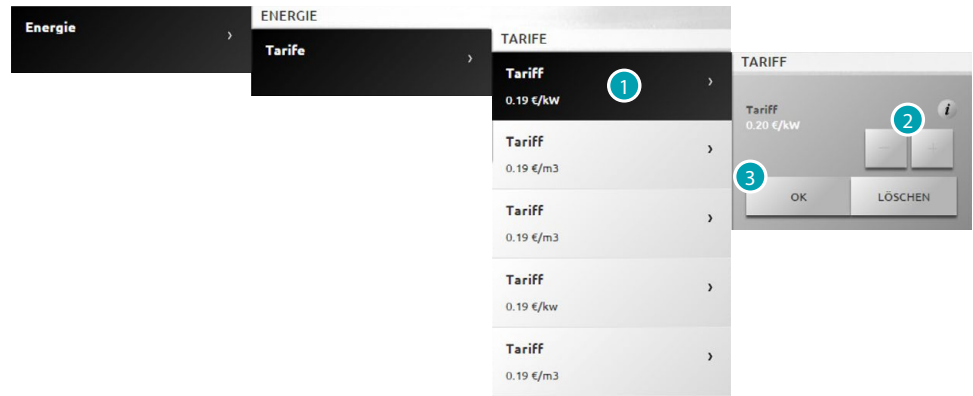 Energie
›
ENERGIE
Tarife
›
TARIFE
Tariff
›
1
0.19 €/kW
Tariff
›
0.19 €/m3
Tariff
›
0.19 €/m3
Tariff
›
0.19 €/kw
Tariff
›
0.19 €/m3
TARIFF
Tariff
i
0.20 €/kW
2
− +
3
OK LÖSCHEN